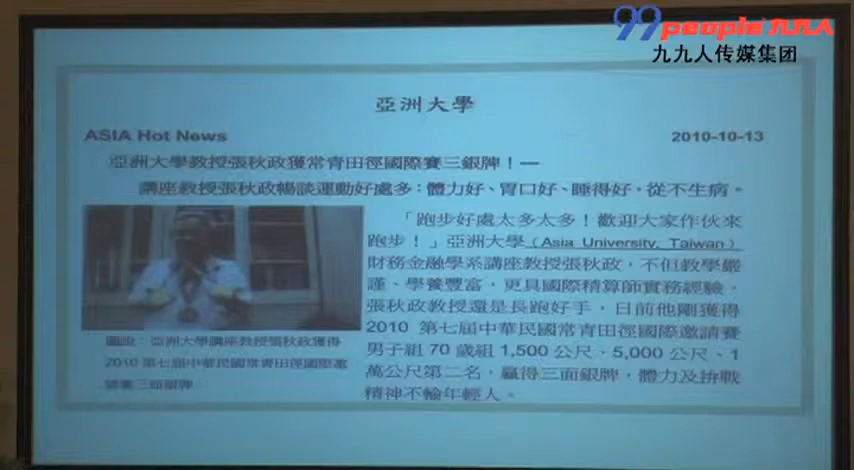 99people 九九人
九九人传媒集团
亞洲大學
ASIA Hot News
2010-10-13
亞洲大學教授張秋政獲常青田徑國際賽三銀牌！—
講座教授張秋政暢談運動好處多：體力好、胃口好、睡得好，從不生病。
「跑步好處太多太多！歡迎大家作伙來
跑步！」亞洲大學（Asia University, Taiwan）
財務金融學系講座教授張秋政，不但教學嚴
謹、學養豐富，更具國際精算師實務經驗。
張秋政教授還是長跑好手，日前他剛獲得
2010 第七屆中華民國常青田徑國際邀請賽
男子組 70 歲組 1,500 公尺、5,000 公尺、1
萬公尺第二名，贏得三面銀牌，體力及拚戰
精神不輸年輕人。
圖說：亞洲大學講座教授張秋政獲得
2010 第七屆中華民國常青田徑國際邀
請賽三面銀牌